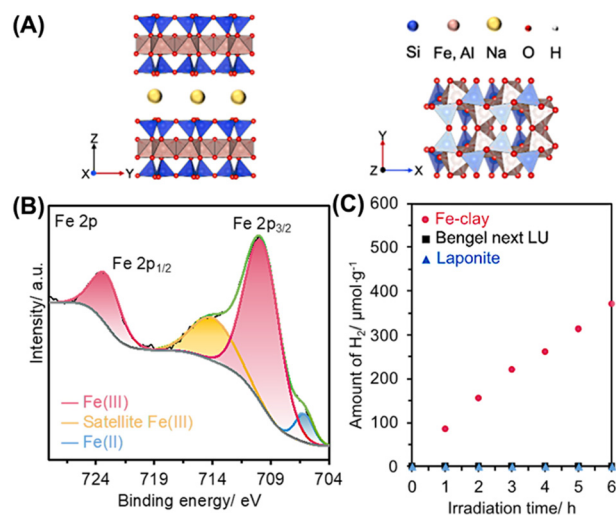 (A)
Si Fe, Al Na O H
Z
X Y
Y
Z X
(B)
Fe 2p
Fe 2p3/2
Fe 2p1/2
Intensity/ a.u.
Fe(III)
Satellite Fe(III)
Fe(II)
724 719 714 709 704
Binding energy/ eV
(C)
Amount of H2/ μmol·g-1
600
500
400
300
200
100
0
Fe-clay
Bengel next LU
Laponite
0 1 2 3 4 5 6
Irradiation time/ h